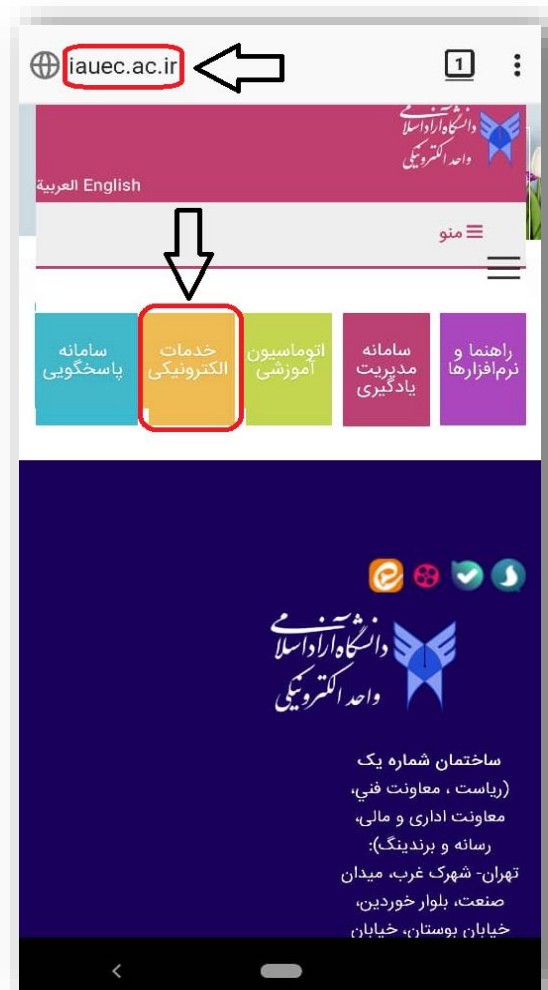 iauec.ac.ir
1
دانشگاه آزاد اسلامی
واحد الکترونیکی
English العربية
منو
راهنما و
نرم‌افزارها
سامانه
مدیریت
یادگیری
اتوماسیون
آموزشی
خدمات
الکترونیکی
سامانه
پاسخگویی
دانشگاه آزاد اسلامی
واحد الکترونیکی
ساختمان شماره یک
(ریاست ، معاونت فني،
معاونت اداری و مالی،
رسانه و برندینگ):
تهران- شهرک غرب، میدان
صنعت، بلوار خوردین،
خیابان بوستان، خیابان